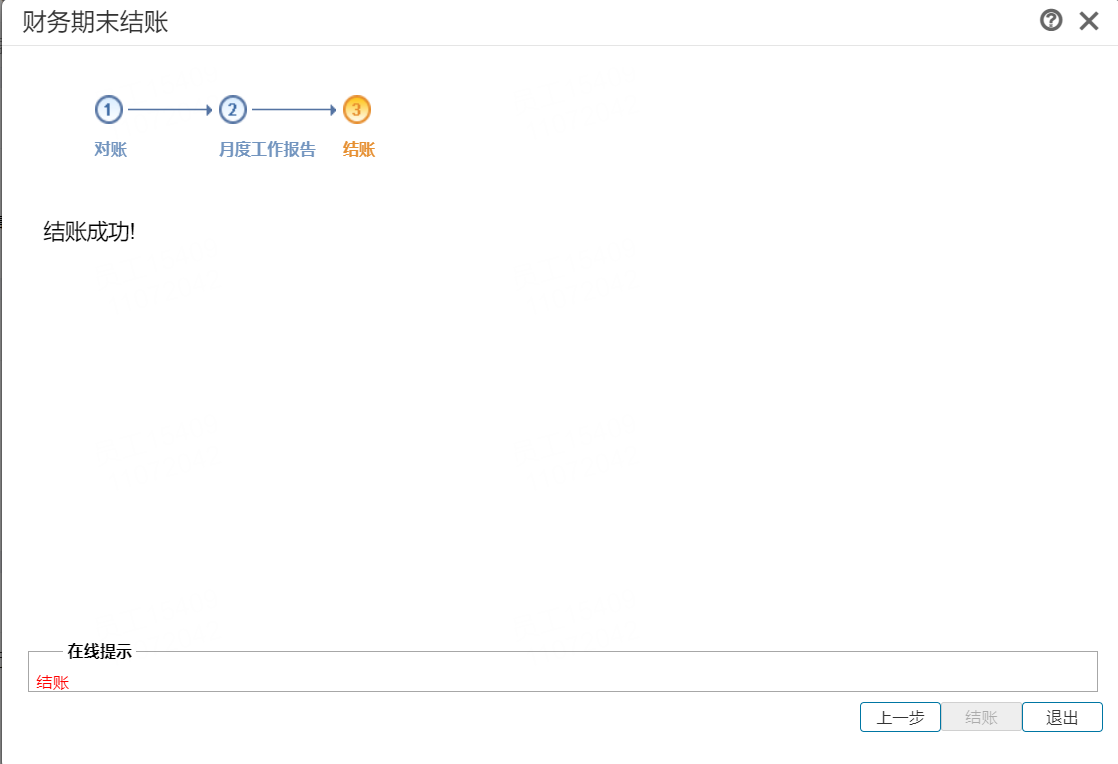 财务期末结账
1 2 3
对账 月度工作报告 结账
结账成功!
在线提示
结账
上一步 结账 退出